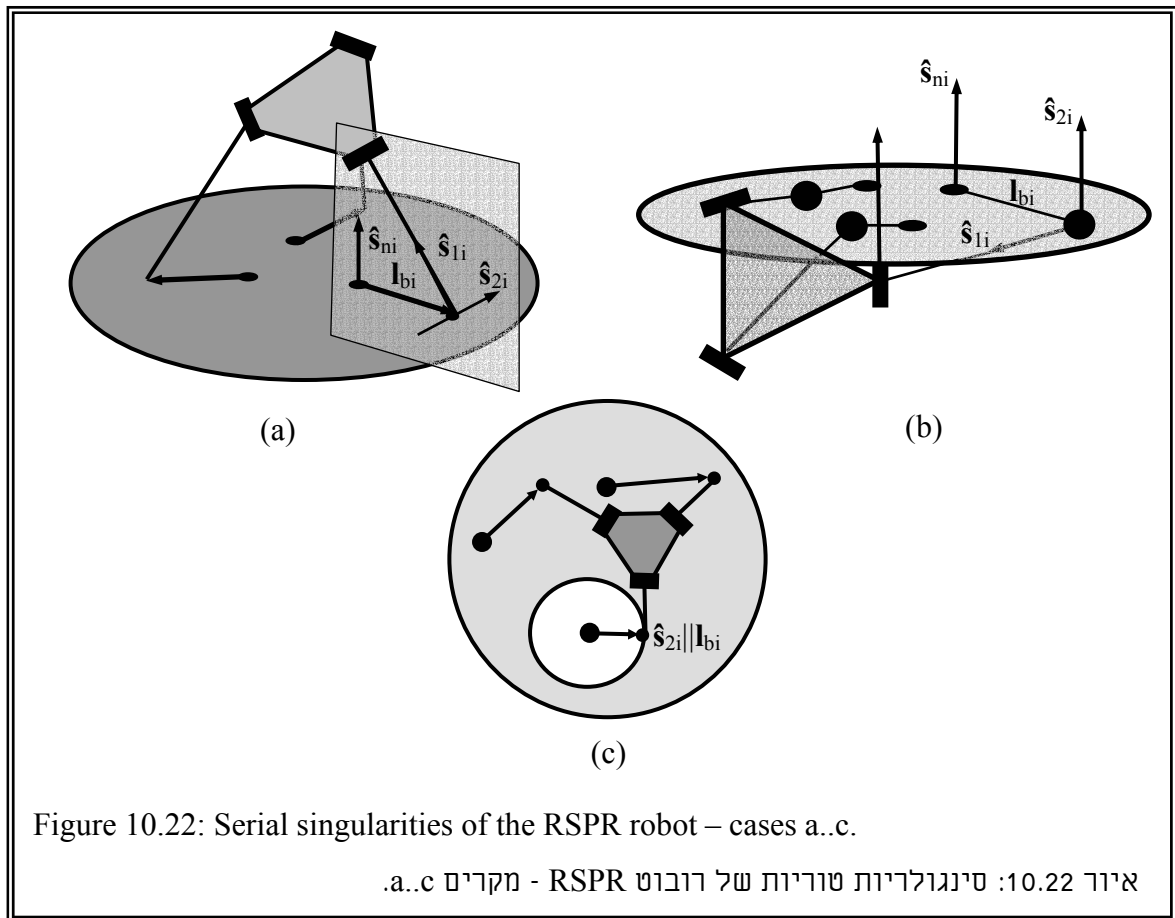 ŝni
ŝ1i
lbi
ŝ2i
(a)
ŝni
ŝ2i
lbi
ŝ1i
(b)
ŝ2i||lbi
(c)
Figure 10.22: Serial singularities of the RSPR robot – cases a..c.
איור 10.22: סינגולריות טוריות של רובוט RSPR - מקרים a..c.